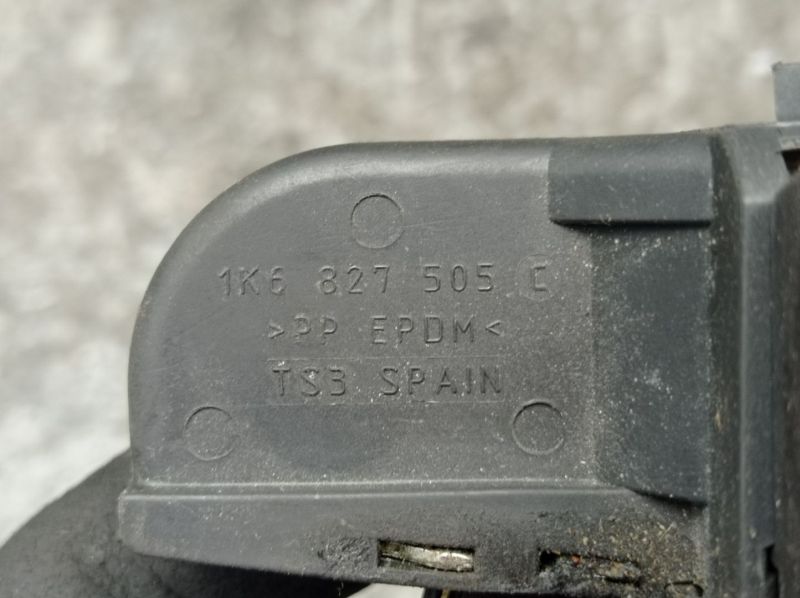 1K6 827 505 E
>PP EPDM<
TS3 SPAIN